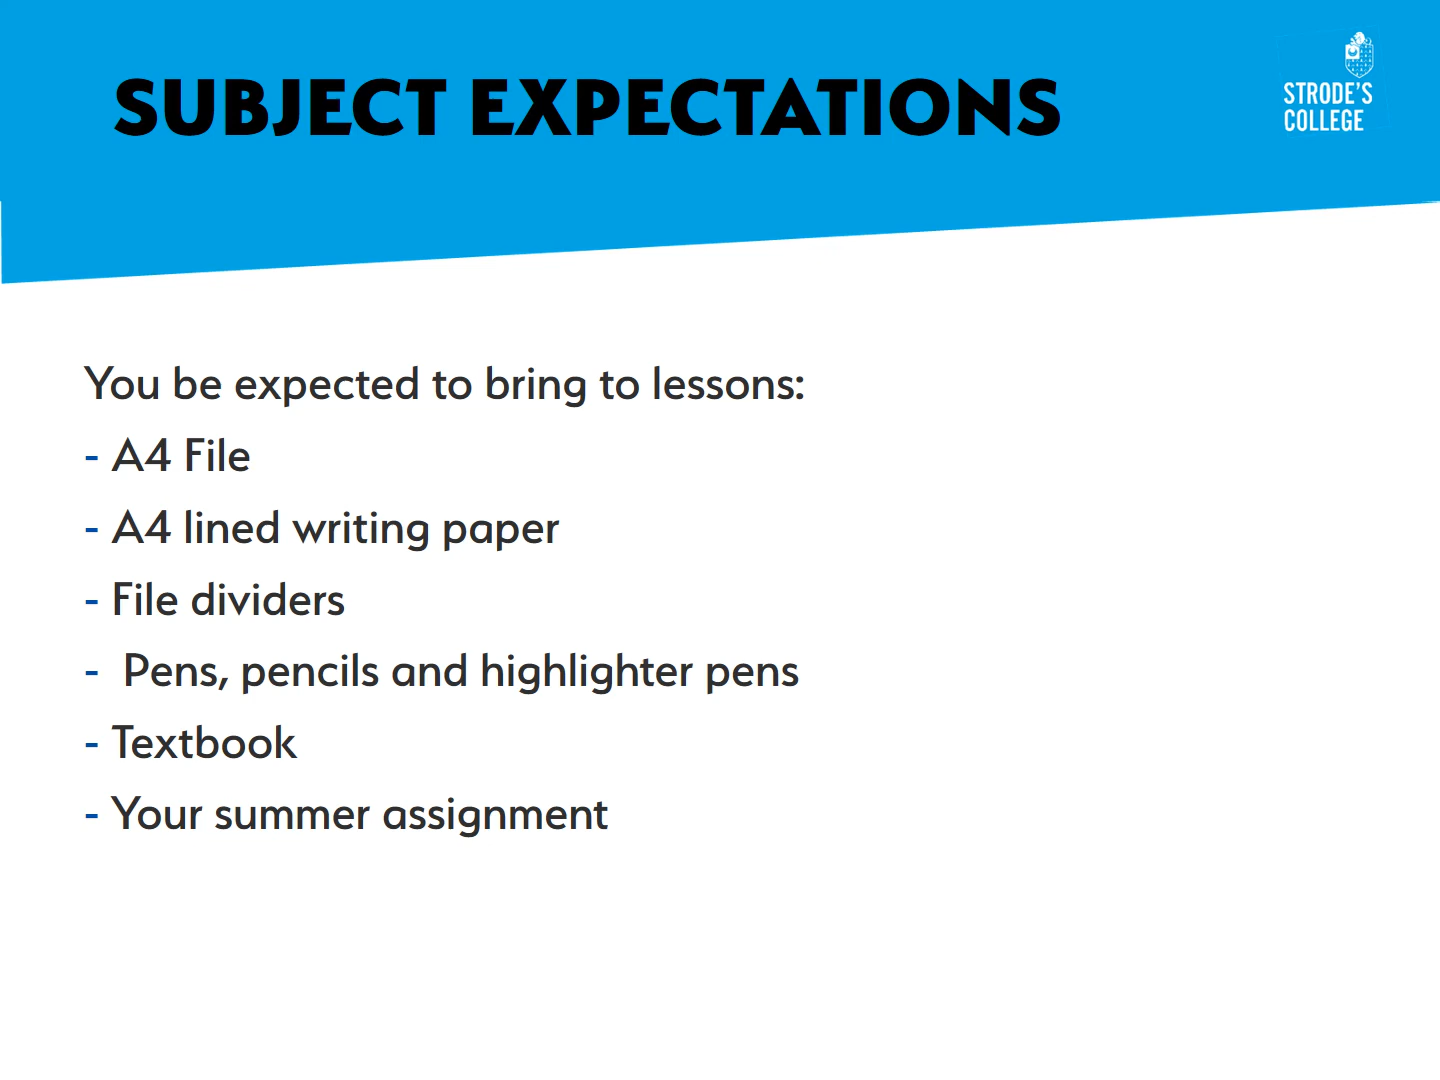 SUBJECT EXPECTATIONS
STRODE'S
COLLEGE
You be expected to bring to lessons:
- A4 File
- A4 lined writing paper
- File dividers
- Pens, pencils and highlighter pens
- Textbook
- Your summer assignment